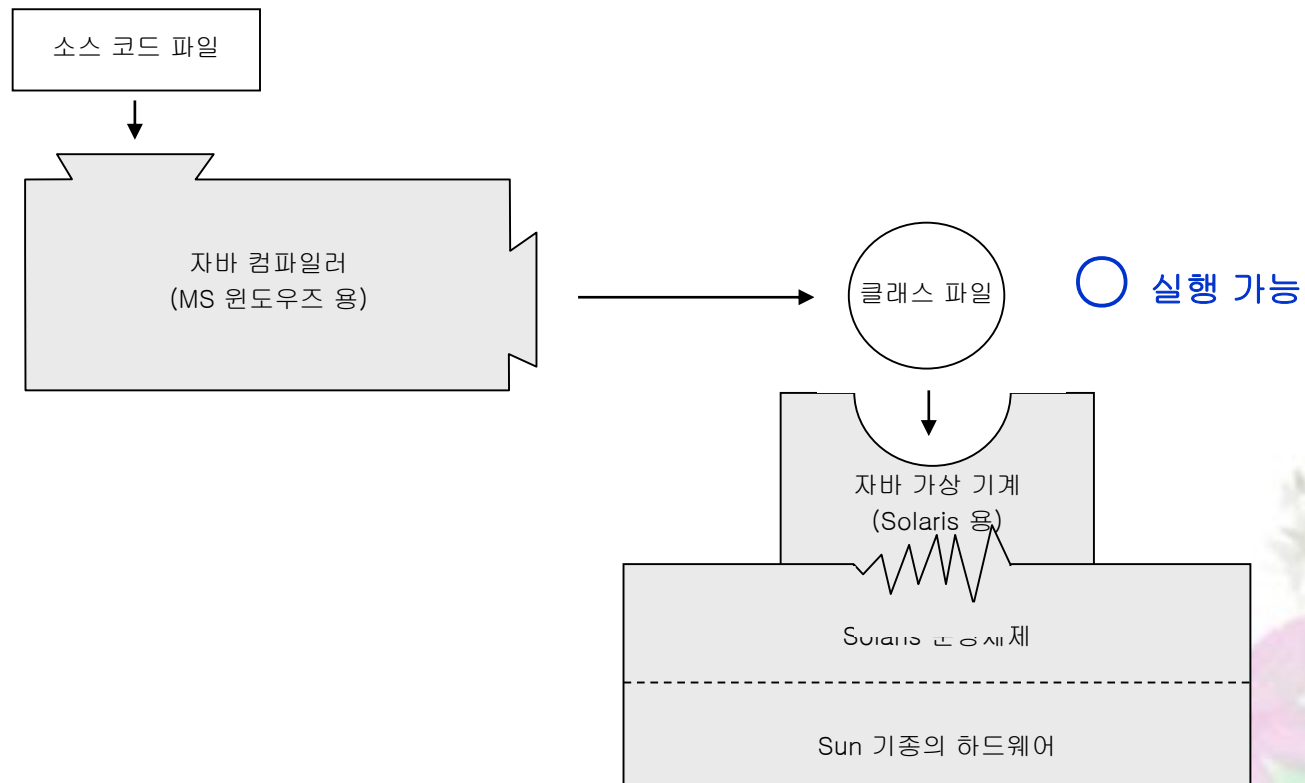 소스 코드 파일
자바 컴파일러
(MS 윈도우즈 용)
클래스 파일
실행 가능
자바 가상 기계
(Solaris 용)
Solaris
Sun 기종의 하드웨어